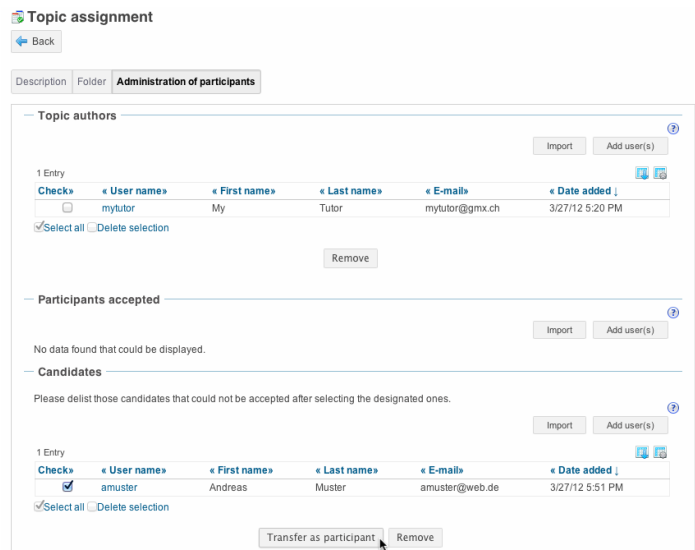 Topic assignment
Back
Description Folder Administration of participants
Topic authors
?
Import Add user(s)
1 Entry
Check» « User name» « First name» « Last name» « E-mail» « Date added ↓
mytutor My Tutor mytutor@gmx.ch 3/27/12 5:20 PM
Select all Delete selection
Remove
Participants accepted
?
Import Add user(s)
No data found that could be displayed.
Candidates
Please delist those candidates that could not be accepted after selecting the designated ones.
?
Import Add user(s)
1 Entry
Check» « User name» « First name» « Last name» « E-mail» « Date added ↓
amuster Andreas Muster amuster@web.de 3/27/12 5:51 PM
Select all Delete selection
Transfer as participant Remove